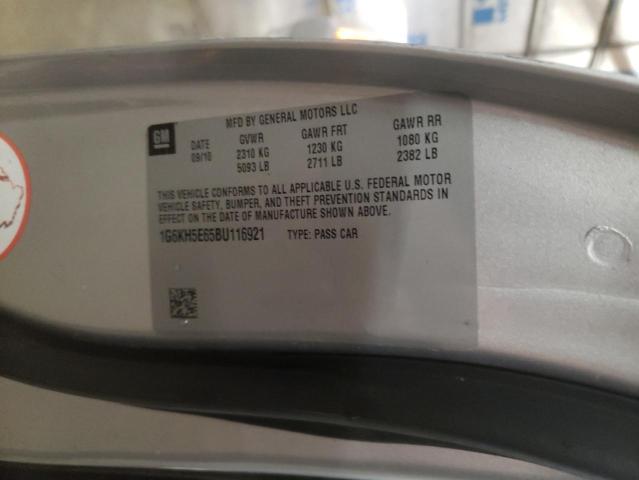 GM
MFD BY GENERAL MOTORS LLC
DATE GVWR GAWR FRT GAWR RR
09/10 2310 KG 1230 KG 1080 KG
5093 LB 2711 LB 2382 LB
THIS VEHICLE CONFORMS TO ALL APPLICABLE U.S. FEDERAL MOTOR
VEHICLE SAFETY, BUMPER, AND THEFT PREVENTION STANDARDS IN
EFFECT ON THE DATE OF MANUFACTURE SHOWN ABOVE.
1G6KH5E65BU116921 TYPE: PASS CAR